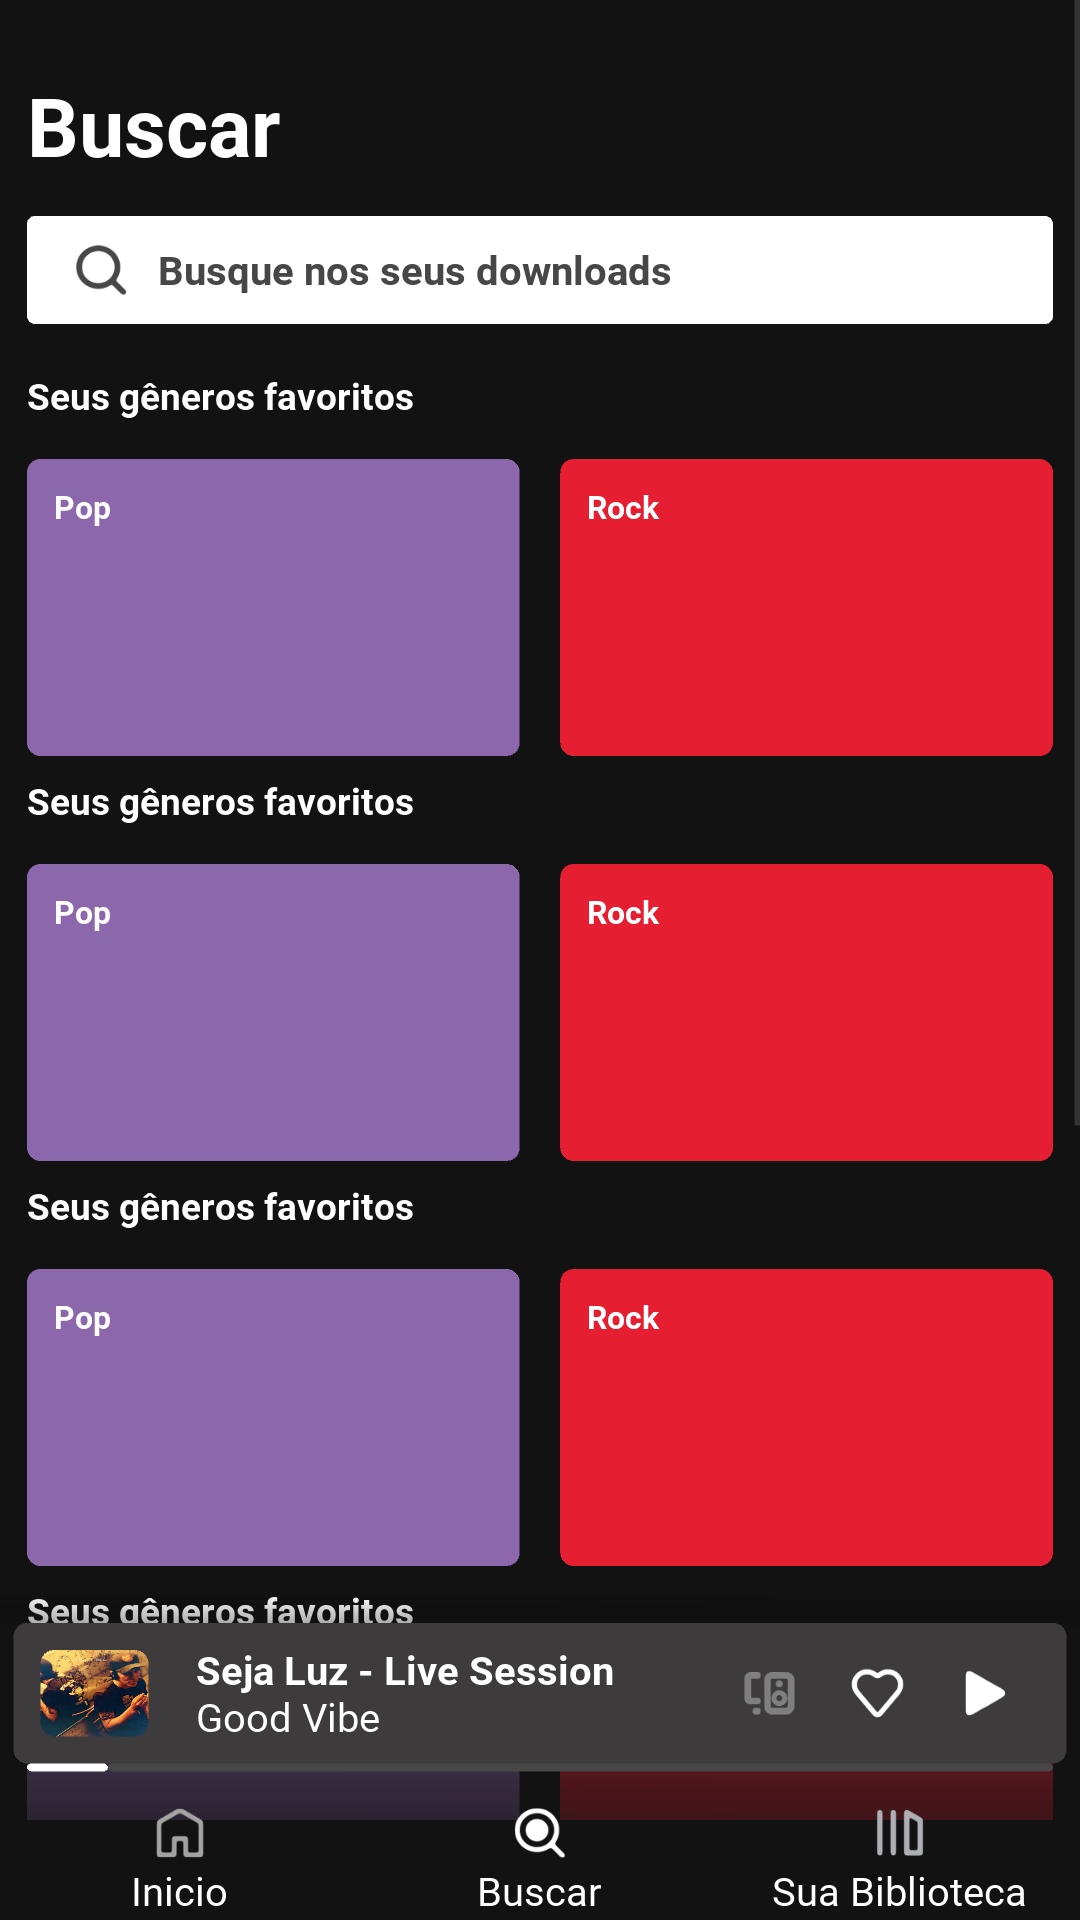 Buscar
Busque nos seus downloads
Seus gêneros favoritos
Pop
Rock
Seus gêneros favoritos
Pop
Rock
Seus gêneros favoritos
Pop
Rock
Seus gêneros favoritos
Seja Luz - Live Session
Good Vibe
Inicio
Buscar
Sua Biblioteca